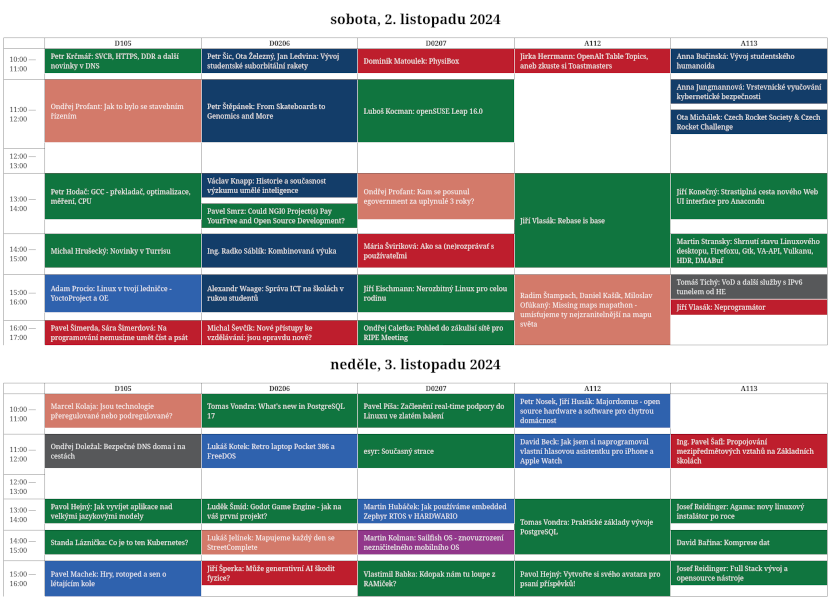 sobota, 2. listopadu 2024
D105 D0206 D0207 A112 A113
10:00 —
11:00
Petr Krčmář: SVCB, HTTPS, DDR a další
novinky v DNS
Petr Šic, Ota Železný, Jan Ledvina: Vývoj
studentské suborbitální rakety
Dominik Matoulek: PhysiBox
Jirka Herrmann: OpenAlt Table Topics,
aneb zkuste si Toastmasters
Anna Bučinská: Vývoj studentského
humanoida
11:00 —
12:00
Ondřej Profant: Jak to bylo se stavebním
řízením
Petr Štěpánek: From Skateboards to
Genomics and More
Luboš Kocman: openSUSE Leap 16.0
Anna Jungmannová: Vrstevnické vyučování
kybernetické bezpečnosti
Ota Michálek: Czech Rocket Society & Czech
Rocket Challenge
12:00 —
13:00
13:00 —
14:00
Petr Hodač: GCC - překladač, optimalizace,
měření, CPU
Václav Knapp: Historie a současnost
výzkumu umělé inteligence
Pavel Smrz: Could NGI0 Project(s) Pay
YourFree and Open Source Development?
Ondřej Profant: Kam se posunul
egovernment za uplynulé 3 roky?
Jiří Vlasák: Rebase is base
Jiří Konečný: Strastiplná cesta nového Web
UI interface pro Anacondu
14:00 —
15:00
Michal Hrušecký: Novinky v Turrisu
Ing. Radko Sáblík: Kombinovaná výuka
Mária Šviríková: Ako sa (ne)rozprávať s
používateľmi
Martin Stransky: Shrnutí stavu Linuxového
desktopu, Firefoxu, Gtk, VA-API, Vulkanu,
HDR, DMABuf
15:00 —
16:00
Adam Procio: Linux v tvojí ledničce -
YoctoProject a OE
Alexandr Waage: Správa ICT na školách v
rukou studentů
Jiří Eischmann: Nerozbitný Linux pro celou
rodinu
Radim Štampach, Daniel Kašík, Miloslav
Ofúkaný: Missing maps mapathon -
umisťujeme ty nejzranitelnější na mapu
světa
Tomáš Tichý: VoD a další služby s IPv6
tunelem od HE
Jiří Vlasák: Neprogramátor
16:00 —
17:00
Pavel Šimerda, Sára Šimerdová: Na
programování nemusíme umět číst a psát
Michal Ševčík: Nové přístupy ke
vzdělávání: jsou opravdu nové?
Ondřej Caletka: Pohled do zákulisí sítě pro
RIPE Meeting
neděle, 3. listopadu 2024
D105 D0206 D0207 A112 A113
10:00 —
11:00
Marcel Kolaja: Jsou technologie
přeregulované nebo podregulované?
Tomas Vondra: What's new in PostgreSQL
17
Pavel Píša: Začlenění real-time podpory do
Linuxu ve zlatém balení
Petr Nosek, Jiří Husák: Majordomus - open
source hardware a software pro chytrou
domácnost
11:00 —
12:00
Ondřej Doležal: Bezpečné DNS doma i na
cestách
Lukáš Kotek: Retro laptop Pocket 386 a
FreeDOS
esyr: Současný strace
David Beck: Jak jsem si naprogramoval
vlastní hlasovou asistentku pro iPhone a
Apple Watch
Ing. Pavel Šafl: Propojování
mezipředmětových vztahů na Základních
školách
12:00 —
13:00
13:00 —
14:00
Pavol Hejný: Jak vyvíjet aplikace nad
velkými jazykovými modely
Luděk Šmíd: Godot Game Engine - jak na
váš první projekt?
Martin Hubáček: Jak používáme embedded
Zephyr RTOS v HARDWARIO
Tomas Vondra: Praktické základy vývoje
PostgreSQL
Josef Reidinger: Agama: novy linuxový
instalátor po roce
14:00 —
15:00
Standa Láznička: Co je to ten Kubernetes?
Lukáš Jelínek: Mapujeme každý den se
StreetComplete
Martin Kolman: Sailfish OS - znovuzrození
nezničitelného mobilního OS
David Bařina: Komprese dat
15:00 —
16:00
Pavel Machek: Hry, rotoped a sen o
létajícím kole
Jiří Šperka: Může generativní AI škodit
fyzice?
Vlastimil Babka: Kdopak nám tu loupe z
RAMiček?
Pavol Hejný: Vytvořte si svého avatara pro
psaní příspěvků!
Josef Reidinger: Full Stack vývoj a
opensource nástroje